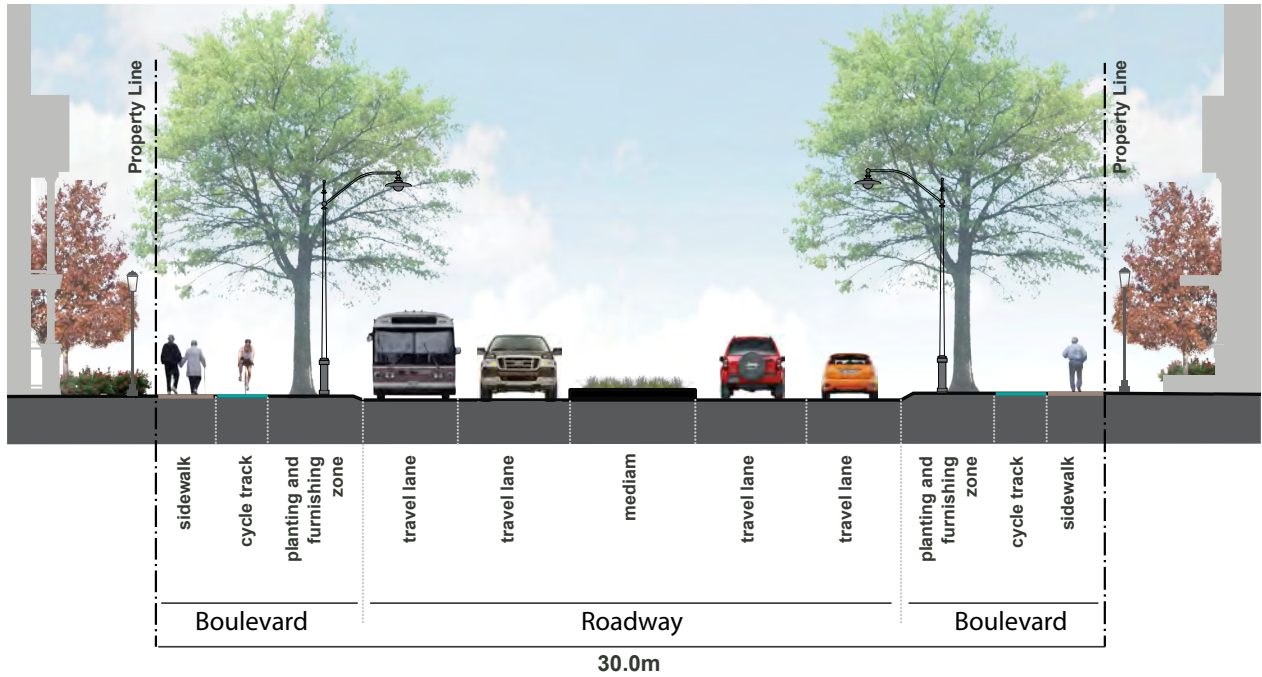 Property Line
Property Line
sidewalk
cycle track
planting and
furnishing
zone
travel lane
travel lane
mediam
travel lane
travel lane
planting and
furnishing
zone
cycle track
sidewalk
Boulevard
Roadway
Boulevard
30.0m